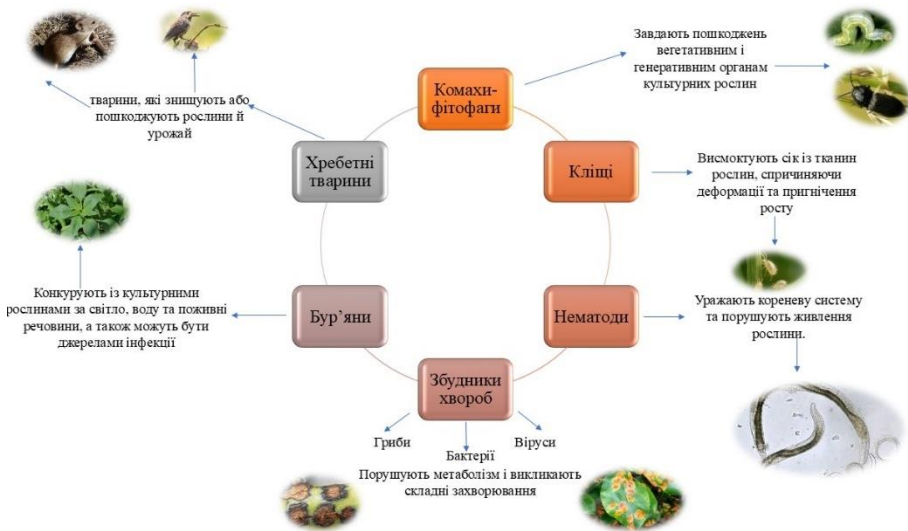 Завдають пошкоджень
вегетативним і
генеративним органам
культурних рослин
Комахи-
фітофаги
тварини, які знищують або
пошкоджують рослини й
урожай
Хребетні
тварини
Кліщі
Висмоктують сік із тканин
рослин, спричиняючи
деформації та пригнічення
росту
Конкурують із культурними
рослинами за світло, воду та поживні
речовини, а також можуть бути
джерелами інфекції
Бур’яни
Нематоди
Уражають кореневу систему
та порушують живлення
рослини.
Збудники
хвороб
Гриби
Бактерії
Віруси
Порушують метаболізм і викликають
складні захворювання